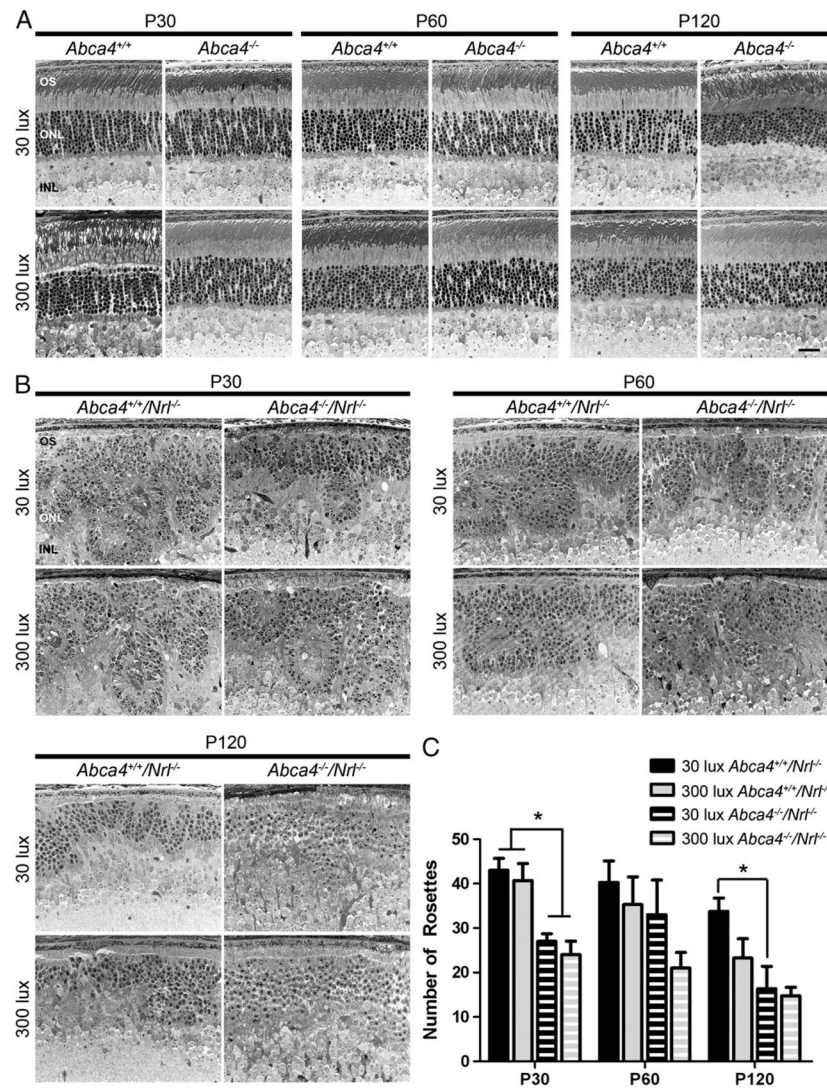 A
P30
P60
P120
Abca4+/+
Abca4-/-
Abca4+/+
Abca4-/-
Abca4+/+
Abca4-/-
30 lux
OS
ONL
INL
300 lux
B
P30
P60
Abca4+/+/Nrl-/-
Abca4-/-/Nrl-/-
Abca4+/+/Nrl-/-
Abca4-/-/Nrl-/-
30 lux
OS
ONL
INL
30 lux
300 lux
300 lux
P120
Abca4+/+/Nrl-/-
Abca4-/-/Nrl-/-
30 lux
300 lux
C
30 lux Abca4+/+/Nrl-/-
300 lux Abca4+/+/Nrl-/
30 lux Abca4-/-/Nrl-/-
300 lux Abca4-/-/Nrl-/-
Number of Rosettes
50
40
30
20
10
0
*
*
P30
P60
P120